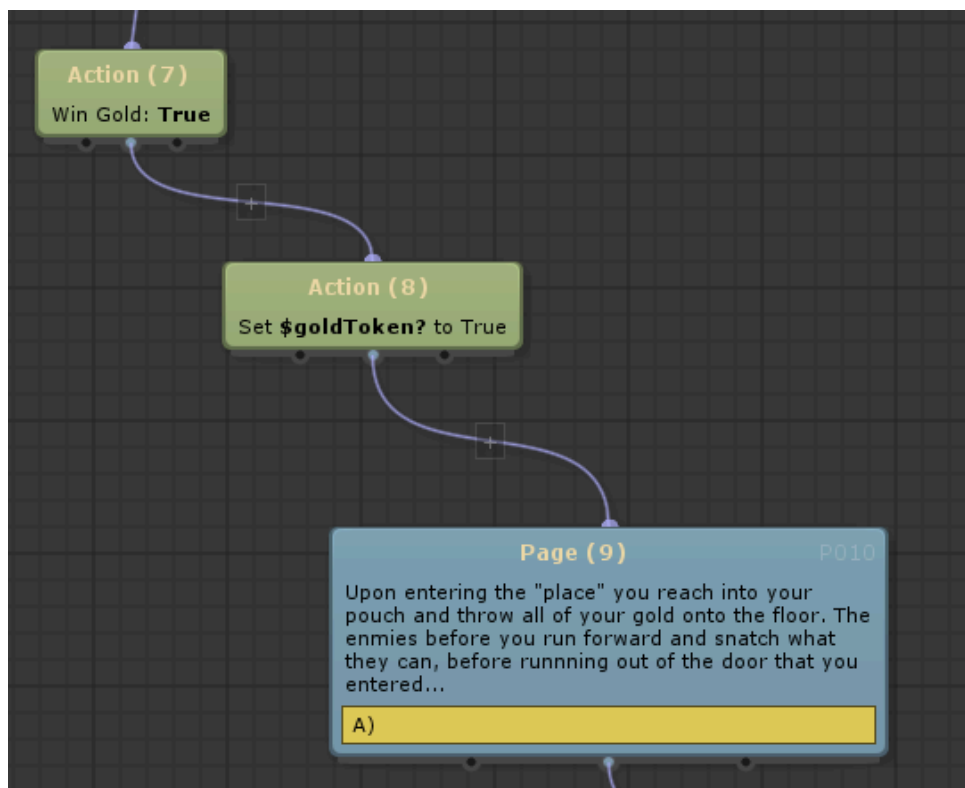 Action (7)
Win Gold: True
Action (8)
Set $goldToken? to True
Page (9)
P010
Upon entering the "place" you reach into your
pouch and throw all of your gold onto the floor. The
enmies before you run forward and snatch what
they can, before runnning out of the door that you
entered...
A)